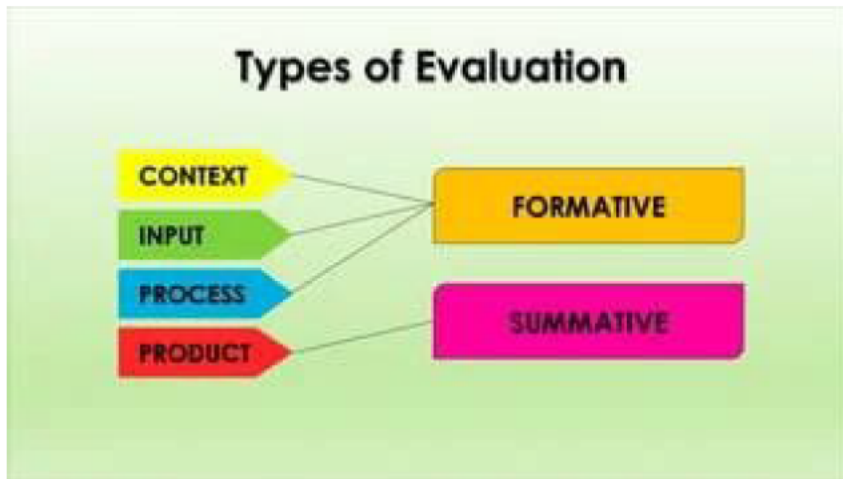 Types of Evaluation
CONTEXT
INPUT
PROCESS
PRODUCT
FORMATIVE
SUMMATIVE